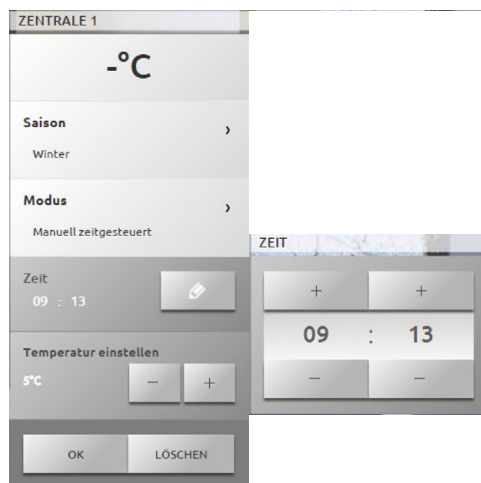 ZENTRALE 1
-°C
Saison
Winter
Modus
Manuell zeitgesteuert
Zeit
09 : 13
Temperatur einstellen
5°C
− +
OK LÖSCHEN
ZEIT
+ +
09 : 13
− −